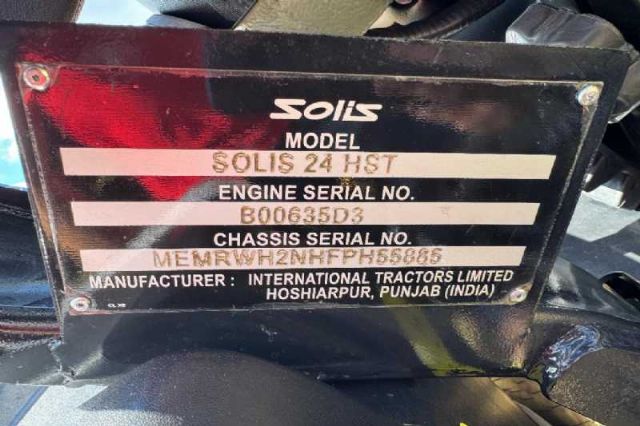 SOLIS
MODEL
SOLIS 24 HST
ENGINE SERIAL NO.
B00635D3
CHASSIS SERIAL NO.
MEMRWH2NHFPH55885
MANUFACTURER : INTERNATIONAL TRACTORS LIMITED
HOSHIARPUR, PUNJAB (INDIA)